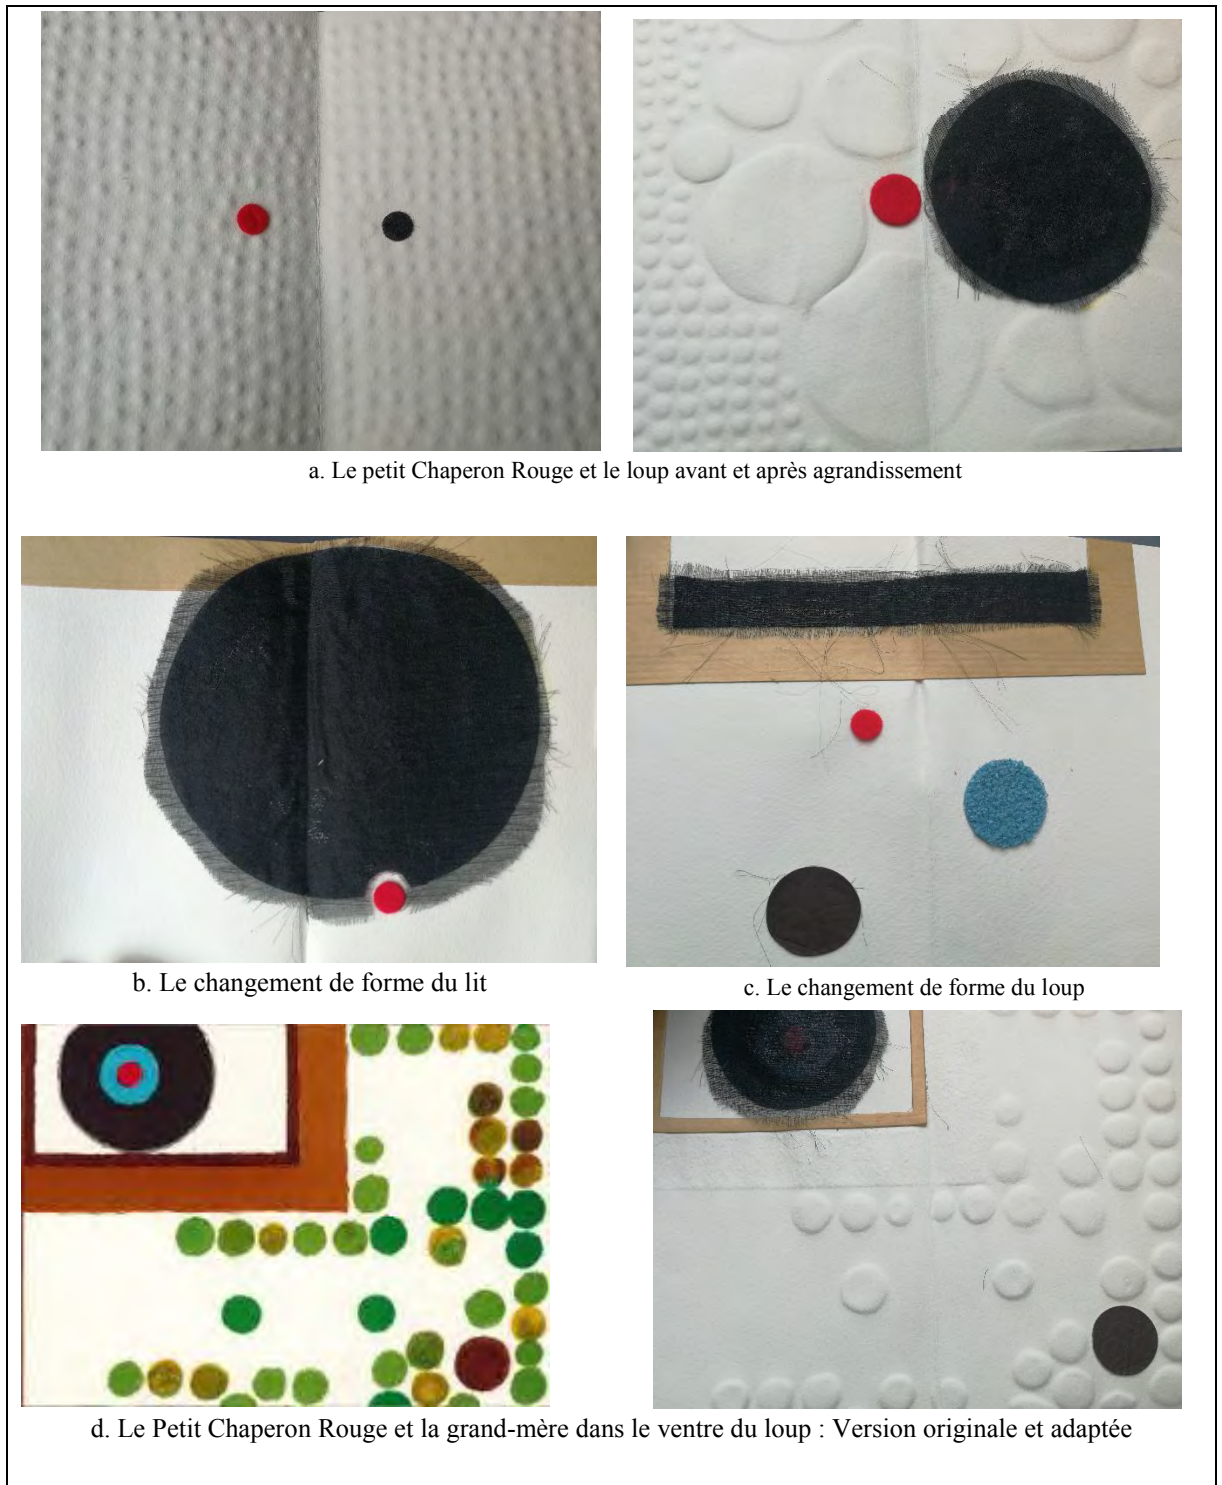 a. Le petit Chaperon Rouge et le loup avant et après agrandissement
b. Le changement de forme du lit
c. Le changement de forme du loup
d. Le Petit Chaperon Rouge et la grand-mère dans le ventre du loup : Version originale et adaptée